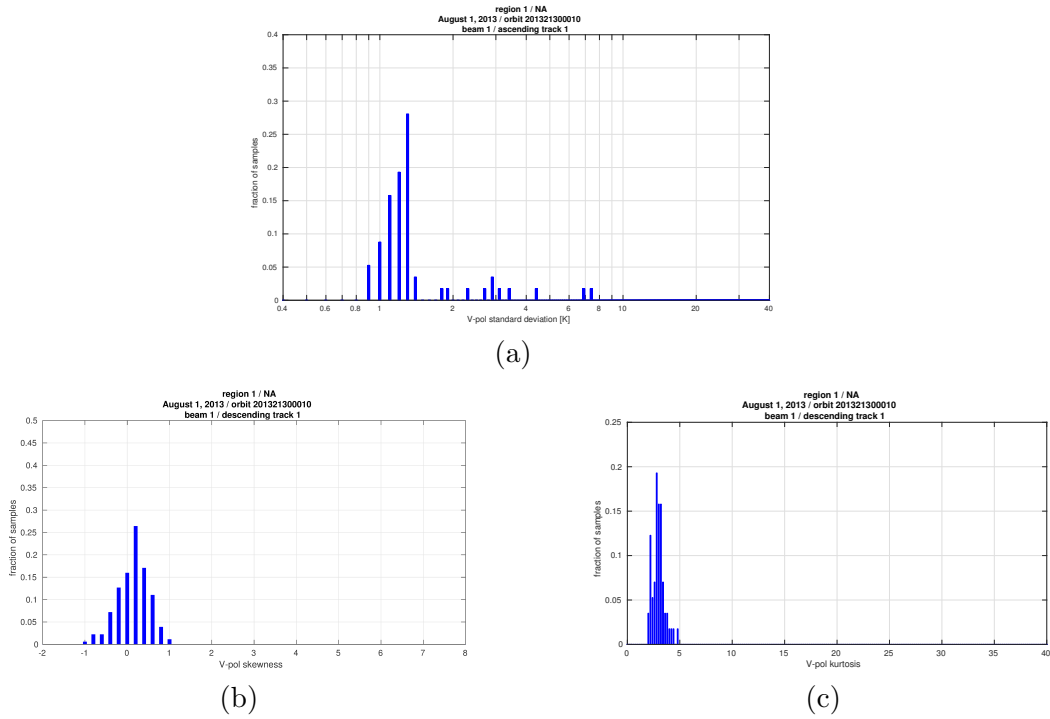 region 1 / NA
August 1, 2013 / orbit 201321300010
beam 1 / ascending track 1
0.4
0.35
0.3
0.25
0.2
0.15
0.1
0.05
0
fraction of samples
0.4 0.6 0.8 1 2 4 6 8 10 20 40
V-pol standard deviation [K]
(a)
region 1 / NA
August 1, 2013 / orbit 201321300010
beam 1 / descending track 1
0.5
0.45
0.4
0.35
0.3
0.25
0.2
0.15
0.1
0.05
0
fraction of samples
-2 -1 0 1 2 3 4 5 6 7 8
V-pol skewness
(b)
region 1 / NA
August 1, 2013 / orbit 201321300010
beam 1 / descending track 1
0.25
0.2
0.15
0.1
0.05
0
fraction of samples
0 5 10 15 20 25 30 35 40
V-pol kurtosis
(c)